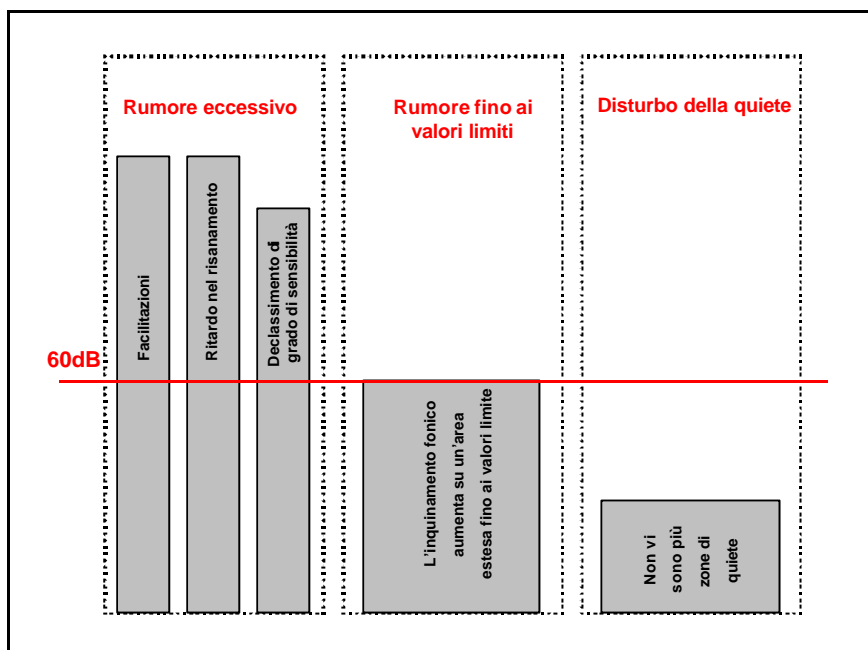 Rumore eccessivo
Rumore fino ai
valori limiti
Disturbo della quiete
Facilitazioni
Ritardo nel risanamento
Declassimento di
grado di sensibilità
60dB
L'inquinamento fonico
aumenta su un'area
estesa fino ai valori limite
Non vi
sono più
zone di
quiete